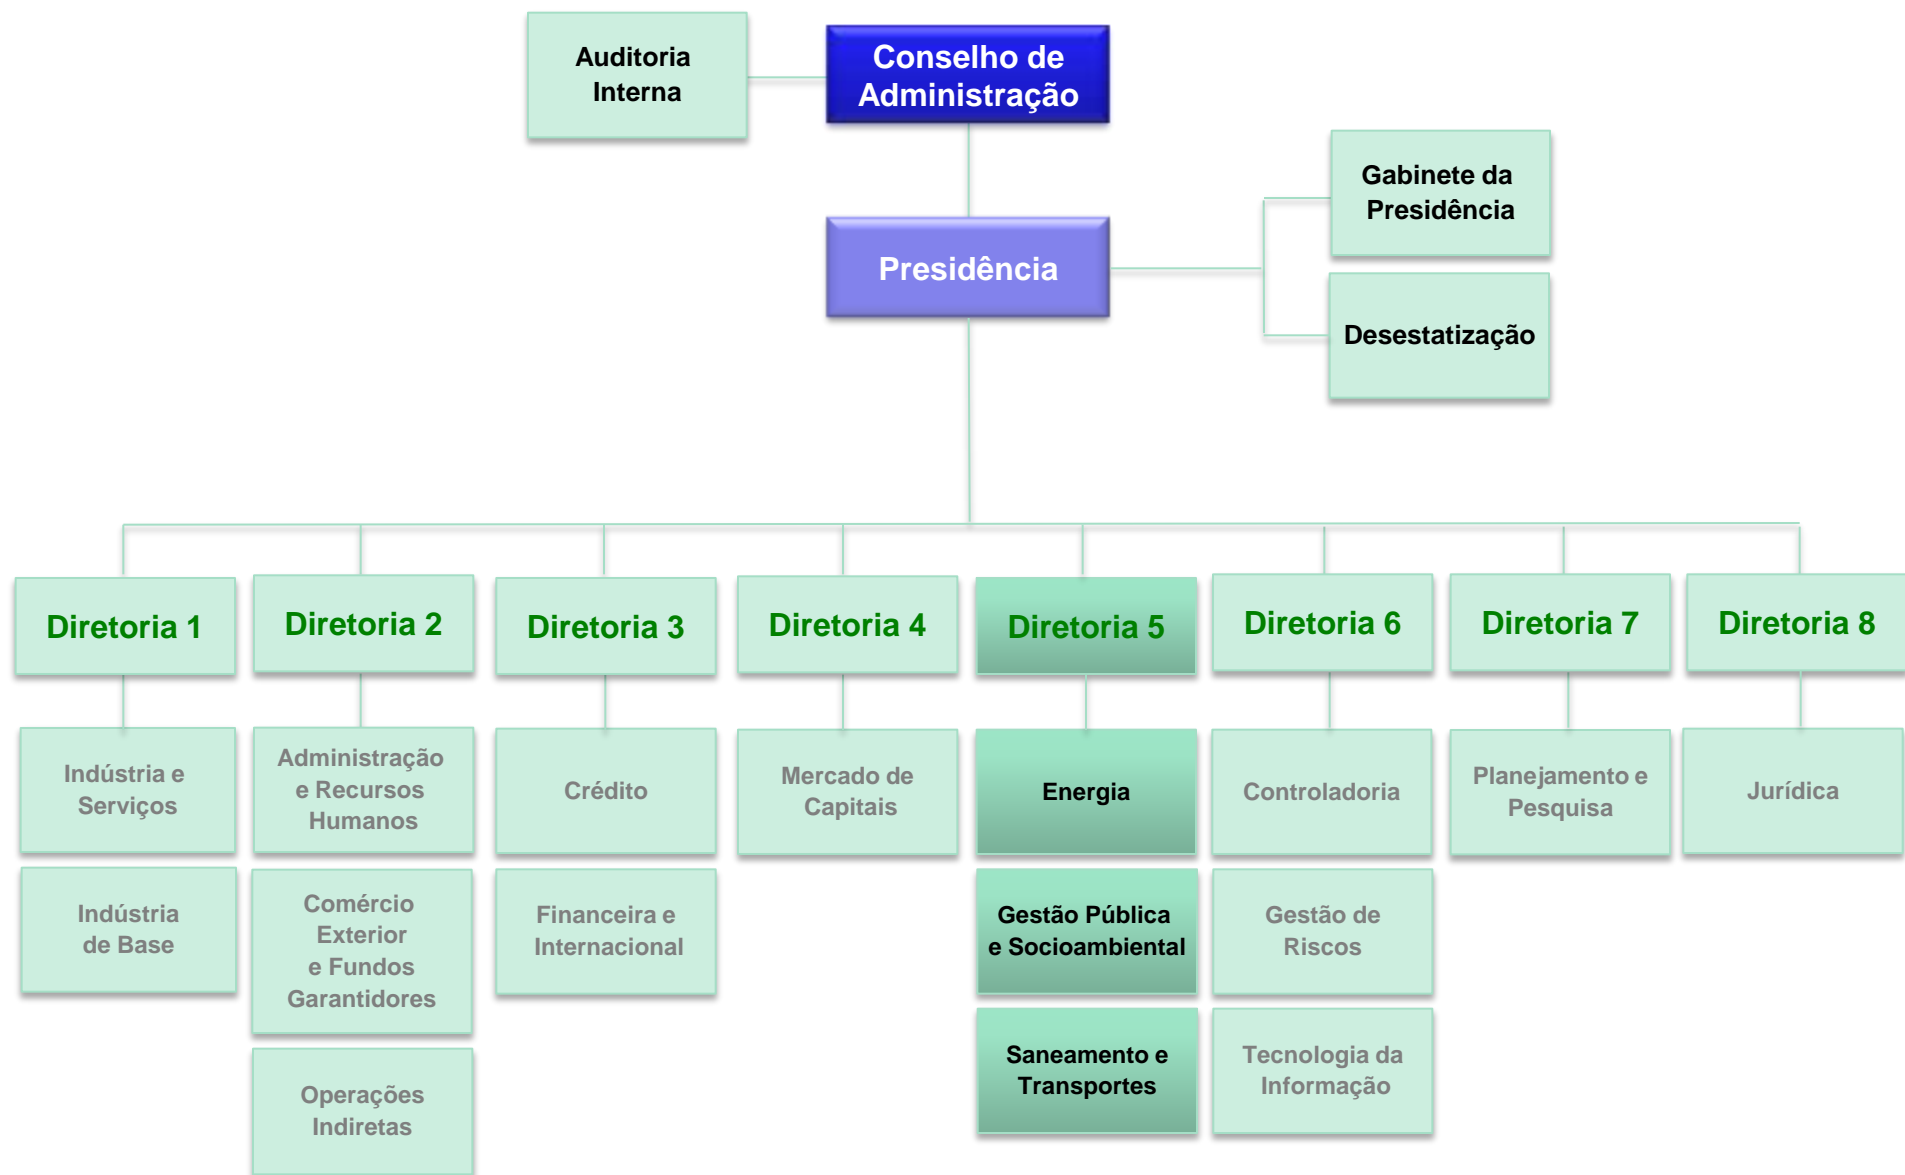 Auditoria
Interna
Conselho de
Administração
Gabinete da
Presidência
Presidência
Desestatização
Diretoria 1
Diretoria 2
Diretoria 3
Diretoria 4
Diretoria 5
Diretoria 6
Diretoria 7
Diretoria 8
Indústria e
Serviços
Administração
e Recursos
Humanos
Crédito
Mercado de
Capitais
Energia
Controladoria
Planejamento e
Pesquisa
Jurídica
Indústria
de Base
Comércio
Exterior
e Fundos
Garantidores
Financeira e
Internacional
Gestão Pública
e Socioambiental
Gestão de
Riscos
Operações
Indiretas
Saneamento e
Transportes
Tecnologia da
Informação